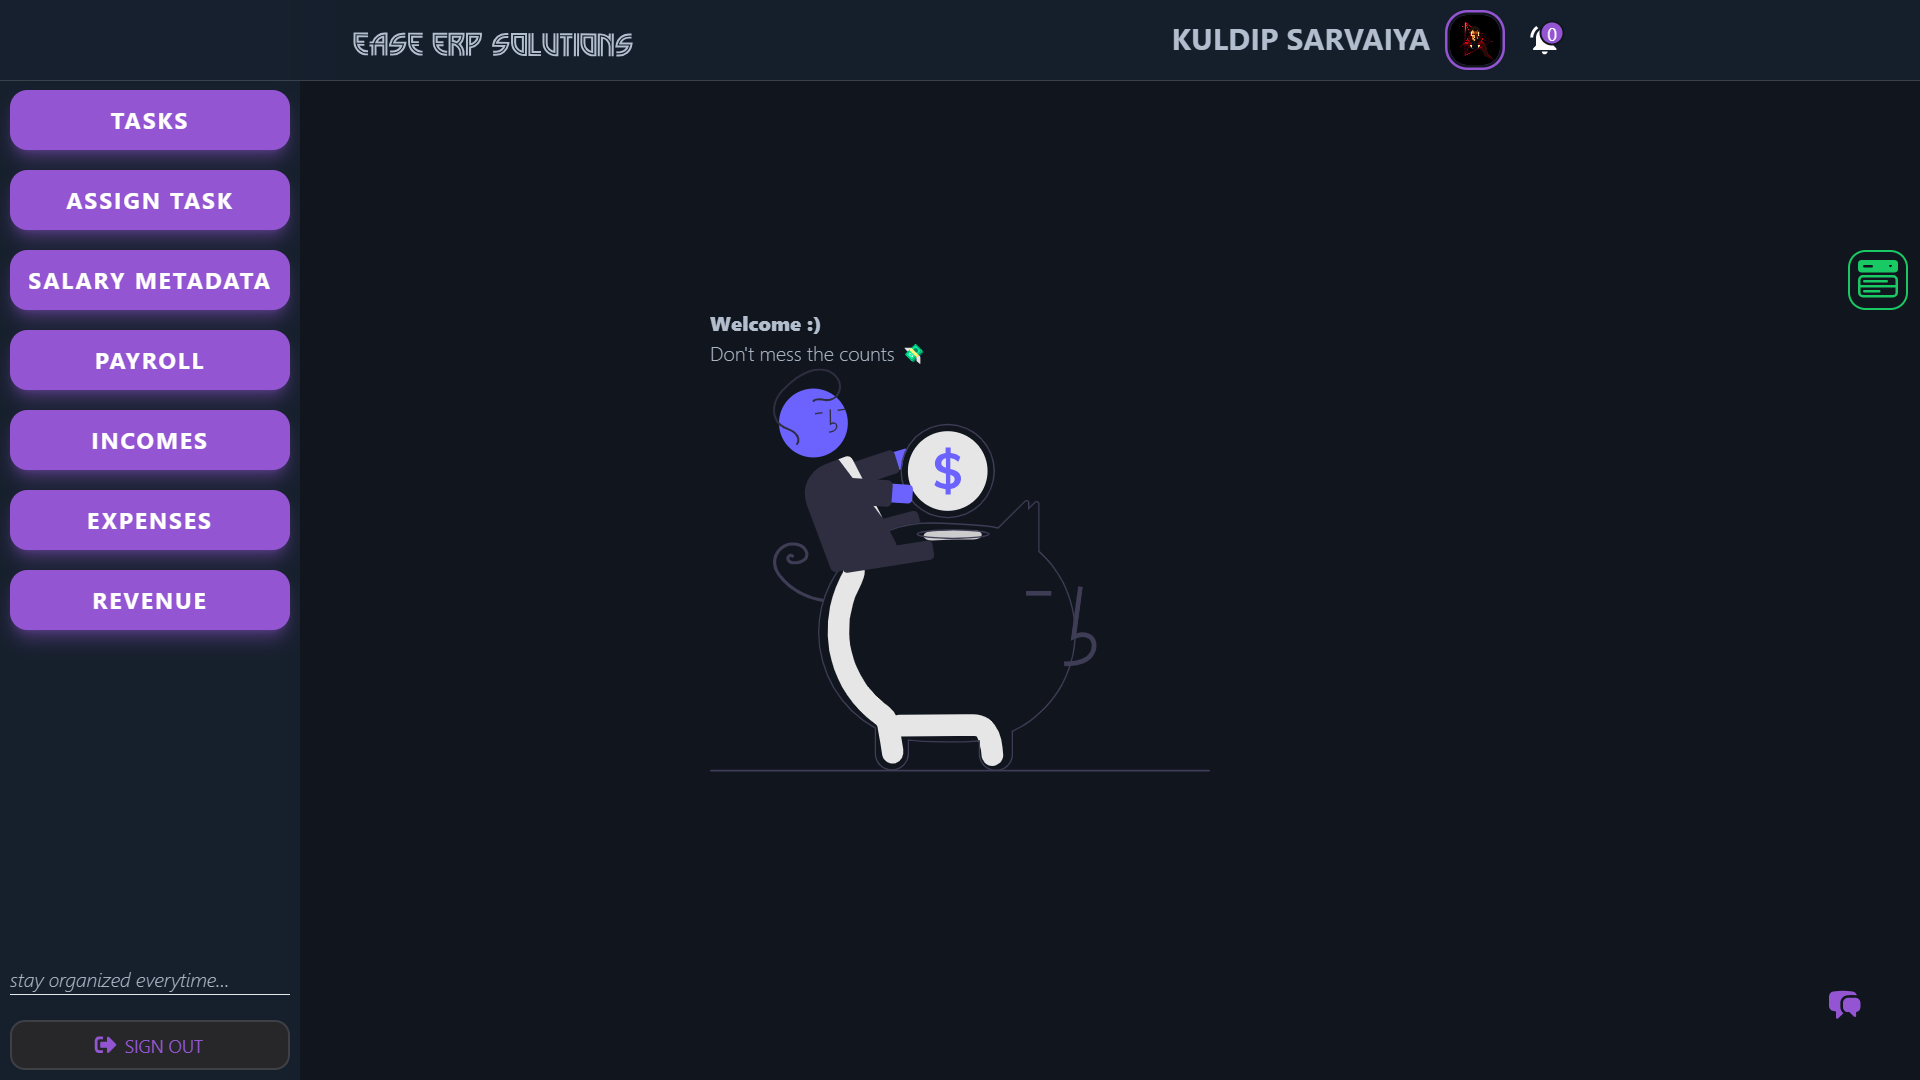 EASE ERP SOLUTIONS
KULDIP SARVAIYA
0
TASKS
ASSIGN TASK
SALARY METADATA
PAYROLL
INCOMES
EXPENSES
REVENUE
Welcome :)
Don't mess the counts 💸
$
stay organized everytime...
SIGN OUT